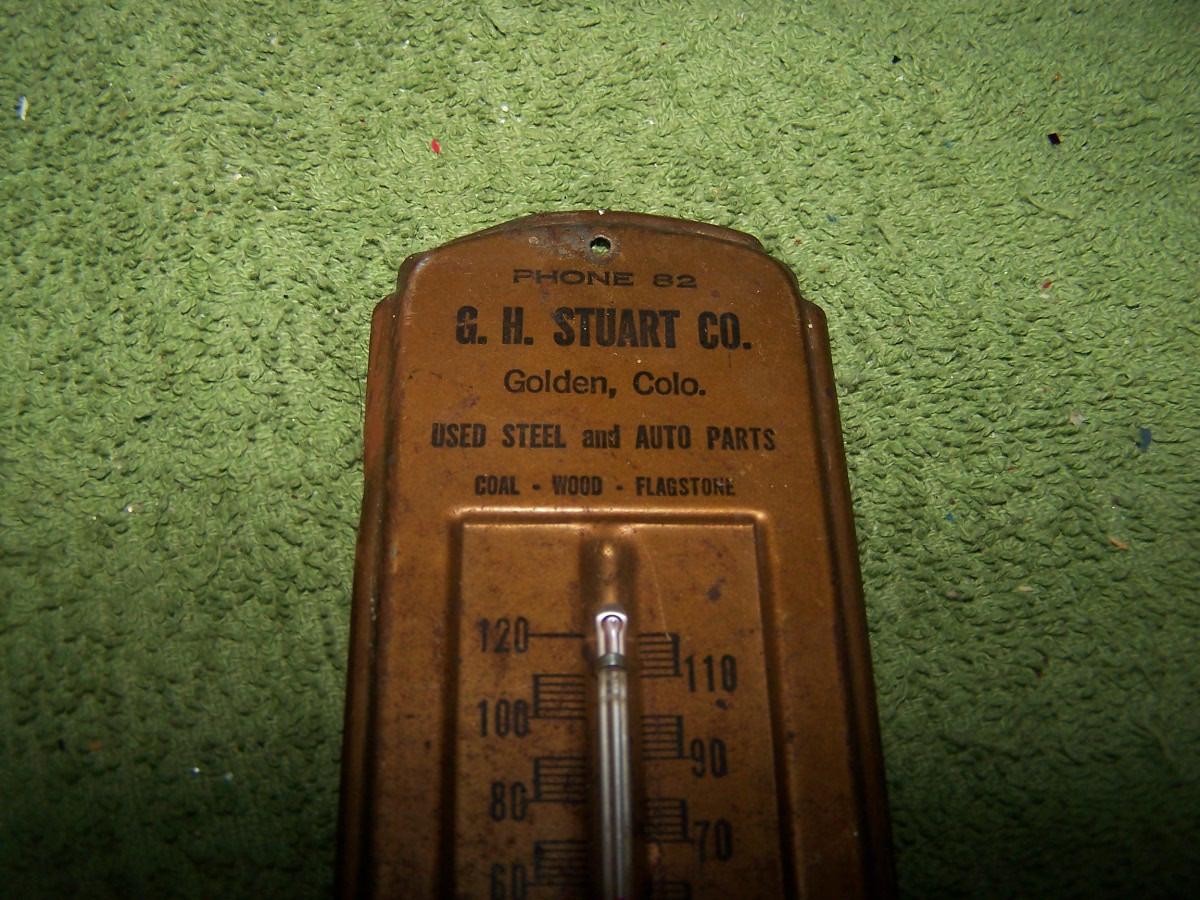 PHONE 82
G. H. STUART CO.
Golden, Colo.
USED STEEL and AUTO PARTS
COAL - WOOD - FLAGSTONE
120
110
100
90
80
70
60